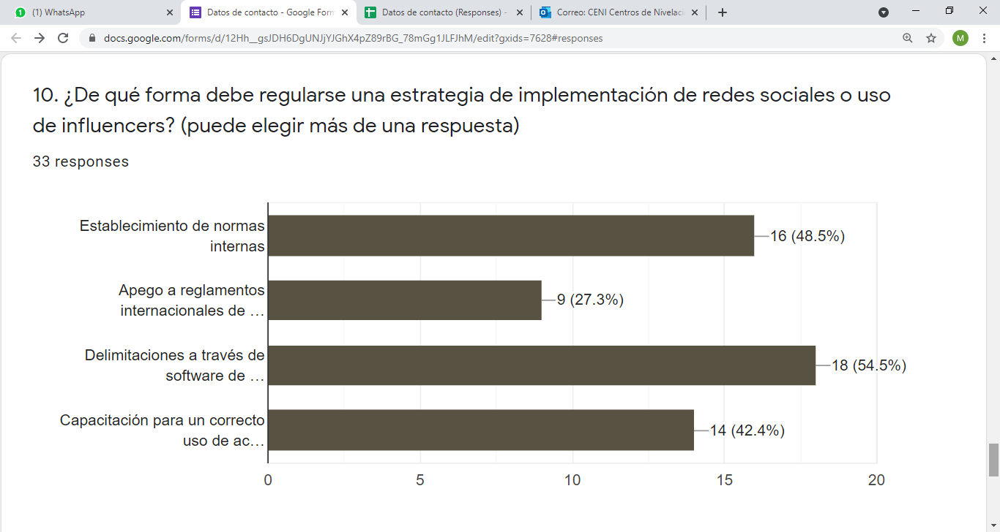 (1) WhatsApp
Datos de contacto - Google Form
Datos de contacto (Responses) -
Correo: CENI Centros de Nivelaci
docs.google.com/forms/d/12Hh__gsJDH6DgUNJjYJGhX4pZ89rBG_78mGg1JLFJhM/edit?gxids=7628#responses
M
10. ¿De qué forma debe regularse una estrategia de implementación de redes sociales o uso
de influencers? (puede elegir más de una respuesta)
33 responses
Establecimiento de normas
internas
16 (48.5%)
Apego a reglamentos
internacionales de …
9 (27.3%)
Delimitaciones a través de
software de …
18 (54.5%)
Capacitación para un correcto
uso de ac…
14 (42.4%)
0 5 10 15 20